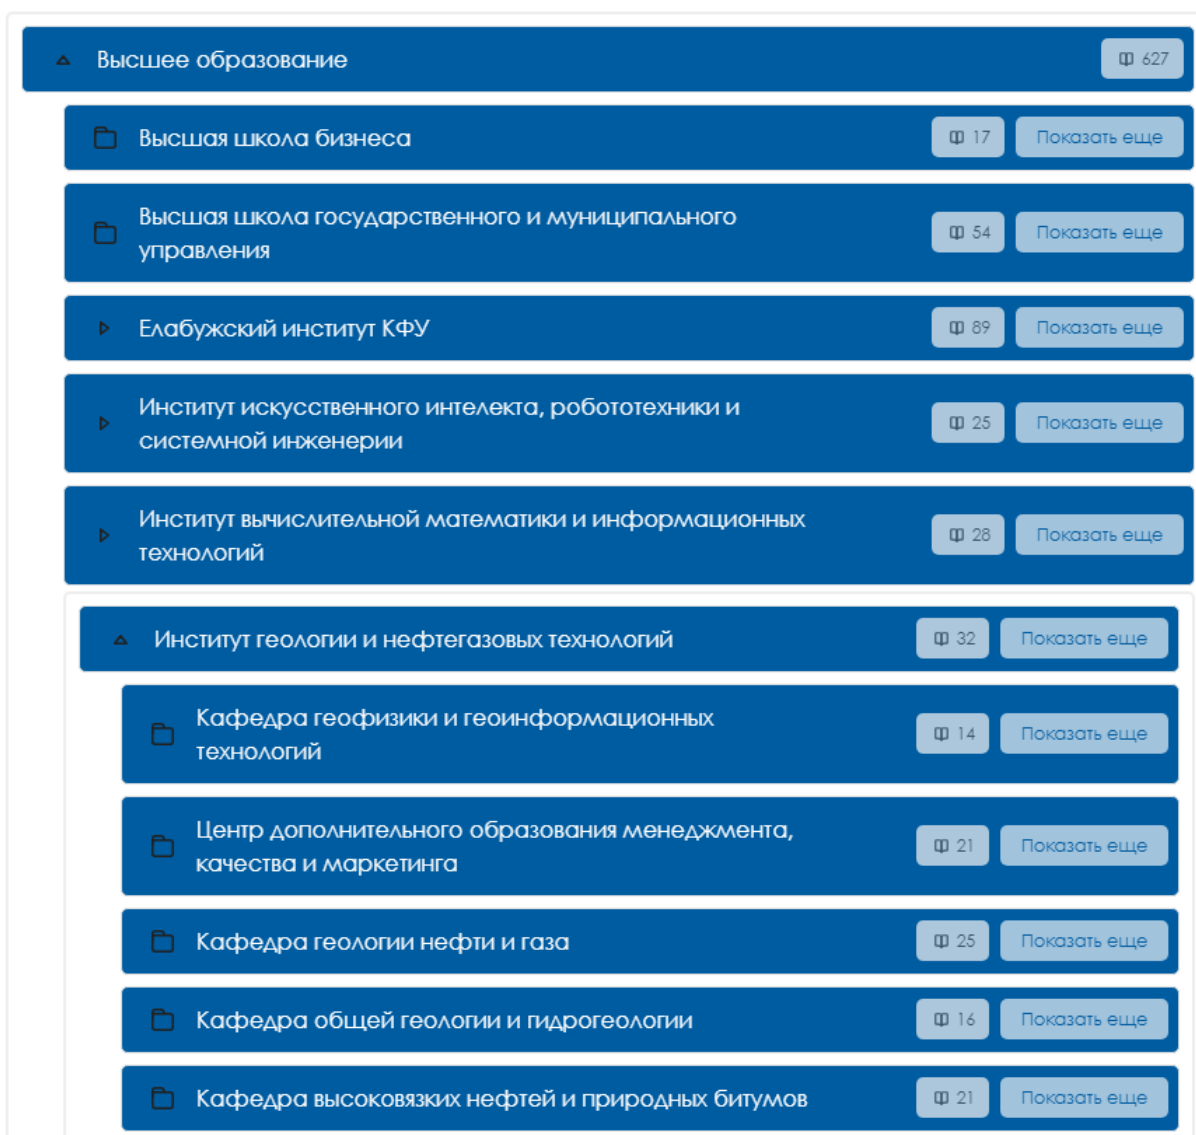 Высшее образование 627
Высшая школа бизнеса 17 Показать еще
Высшая школа государственного и муниципального
управления 54 Показать еще
Елабужский институт КФУ 89 Показать еще
Институт искусственного интелекта, робототехники и
системной инженерии 25 Показать еще
Институт вычислительной математики и информационных
технологий 28 Показать еще
Институт геологии и нефтегазовых технологий 32 Показать еще
Кафедра геофизики и геоинформационных
технологий 14 Показать еще
Центр дополнительного образования менеджмента,
качества и маркетинга 21 Показать еще
Кафедра геологии нефти и газа 25 Показать еще
Кафедра общей геологии и гидрогеологии 16 Показать еще
Кафедра высоковязких нефтей и природных битумов 21 Показать еще